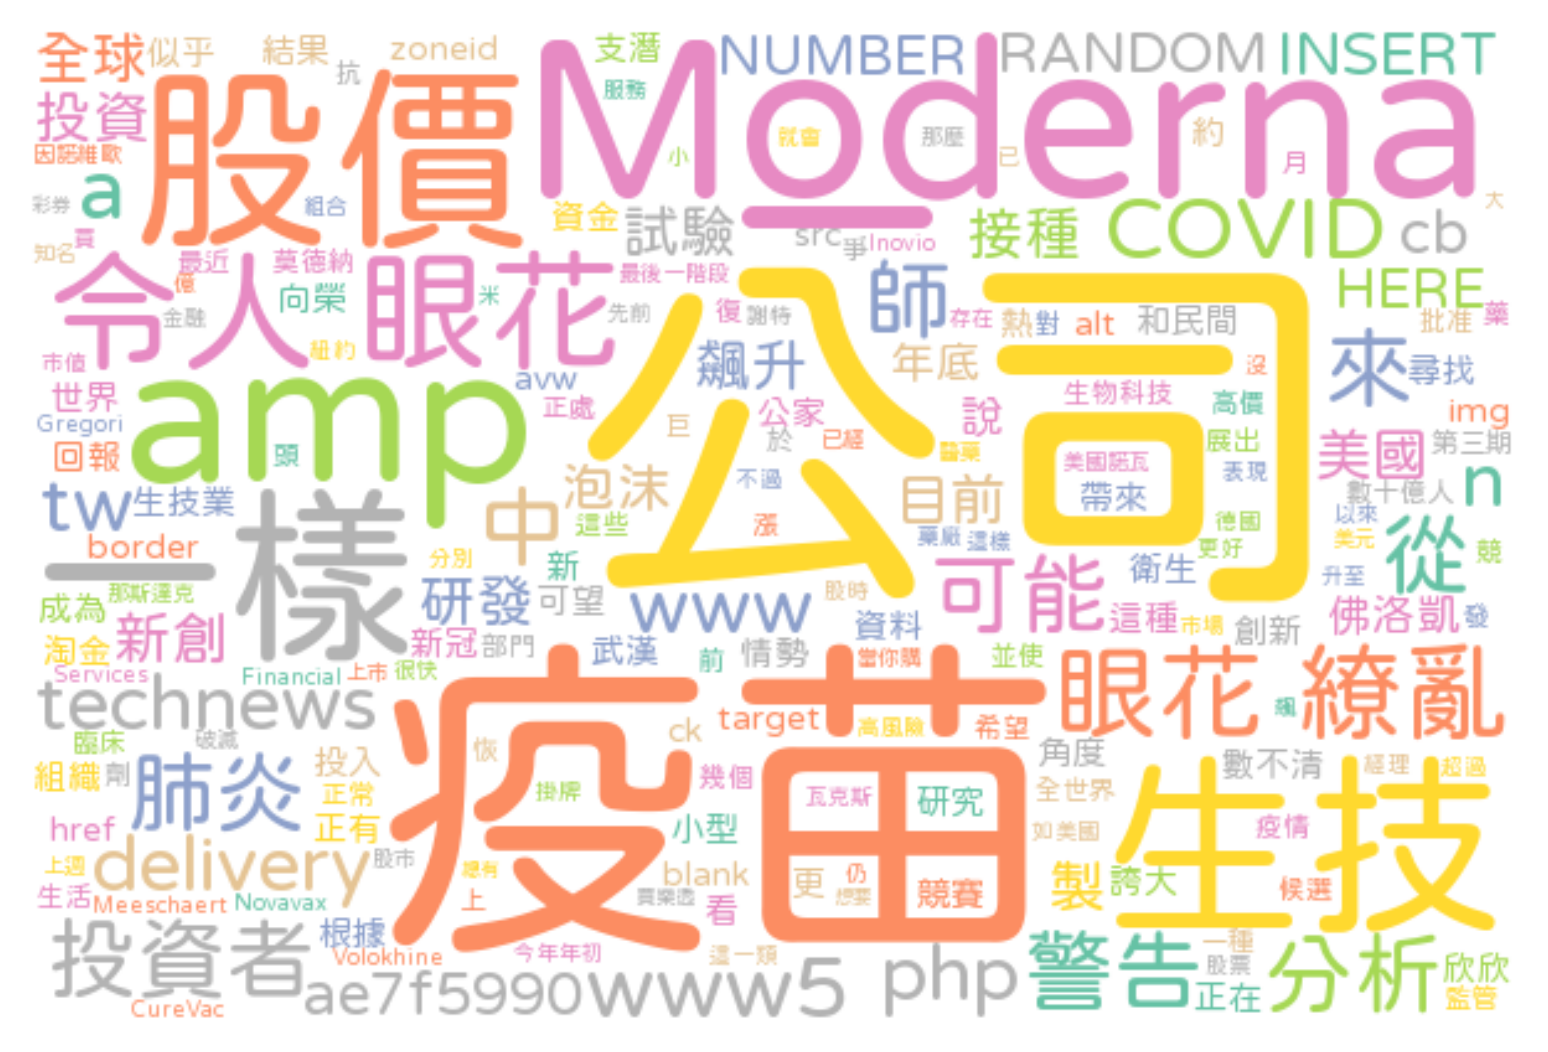 全球 似乎 結果 zoneid 支潛 NUMBER RANDOM INSERT
投資 股價 抗 服務 Moderna
因諾維歐 小 就會 那麼 已 約 月
彩券 a 組合 資金 試驗 src 爭 Inovio 接種 COVID cb 大
知名 買 最近 莫德納 最後一階段 師 HERE
令人眼花 億 向榮 米 先前 復 謝特 存在 熱 對 alt 和民間 批准 藥
金融 紐約 飆升 年底 沒 來 尋找
市值 世界 avw 正處 公司 公家 說 生物科技 高價 img
Gregori amp 巨 於 已經 醫藥 展出 美國 第三期
回報 頭 泡沫 不過 目前 美國諾瓦 帶來 表現 數十億人 n
tw 生技業 中 這些 漲 藥廠 這樣 德國 以來 從
border 一樣 分別 新 更好 美元 競
那斯達克 研發 可望 www 股時 可能 衛生 升至
成為 新創 資料 這種 市場 創新 佛洛凱 發
淘金 新冠 部門 武漢 前 情勢 當你購 並使
Services Financial 上市 很快 眼花 繚亂
technews target 高風險 希望 飆
臨床 破滅 ck 疫苗 角度 數不清 經理 超過
組織 劑 肺炎 投入 恢 掛牌 幾個 瓦克斯 研究 全世界 生技
href 正常 正有 小型 如美國 疫情
上週 delivery 股市 總有 blank 更 仍 製 誇大 候選
生活 Meeschaert Novavax 上 買樂透 看 想要 競賽
投資者 根據 Volokhine 今年年初 這一類 警告 一種 分析 欣欣
CureVac ae7f5990 www5 php 股票 正在 監管